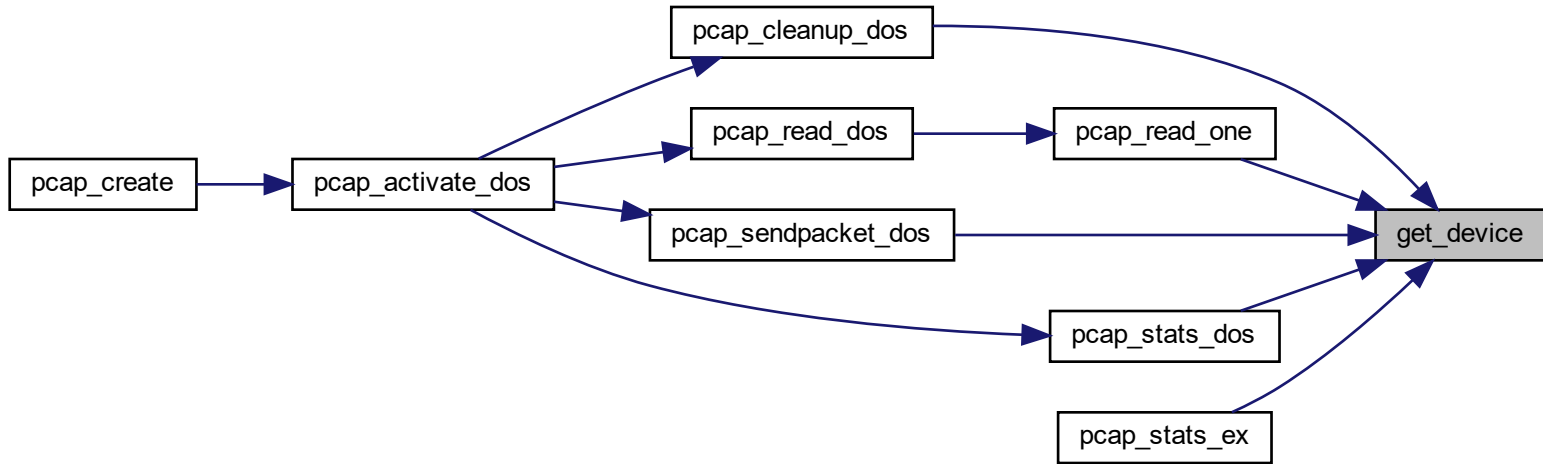 pcap_cleanup_dos
pcap_read_dos
pcap_read_one
pcap_create
pcap_activate_dos
pcap_sendpacket_dos
get_device
pcap_stats_dos
pcap_stats_ex